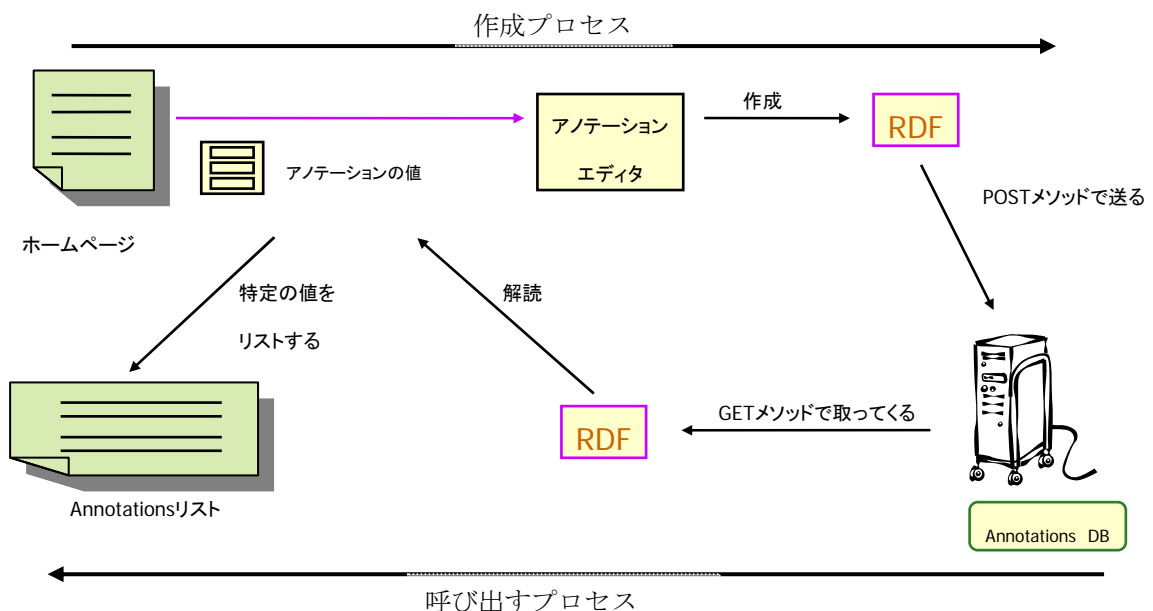 作成プロセス
作成
アノテーション
エディタ
RDF
アノテーションの値
POSTメソッドで送る
ホームページ
特定の値を
リストする
解読
GETメソッドで取ってくる
RDF
Annotationsリスト
Annotations DB
呼び出すプロセス